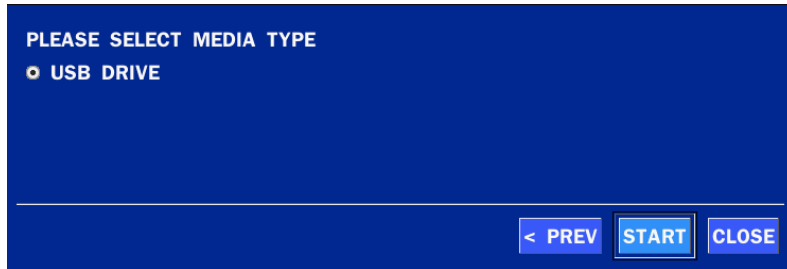 PLEASE SELECT MEDIA TYPE
USB DRIVE
< PREV START CLOSE